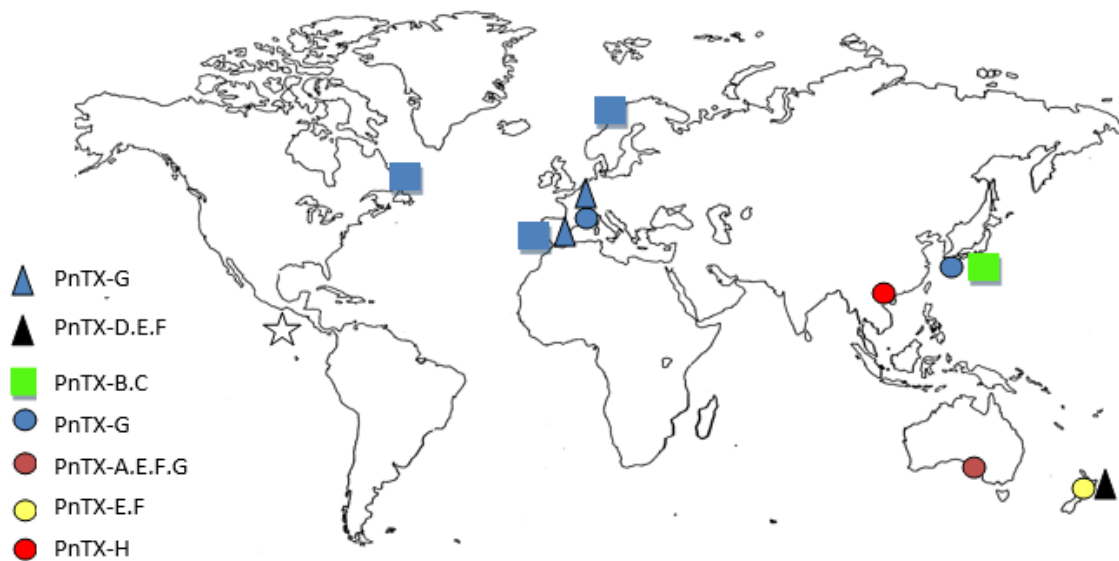 PnTX-G
PnTX-D.E.F
PnTX-B.C
PnTX-G
PnTX-A.E.F.G
PnTX-E.F
PnTX-H